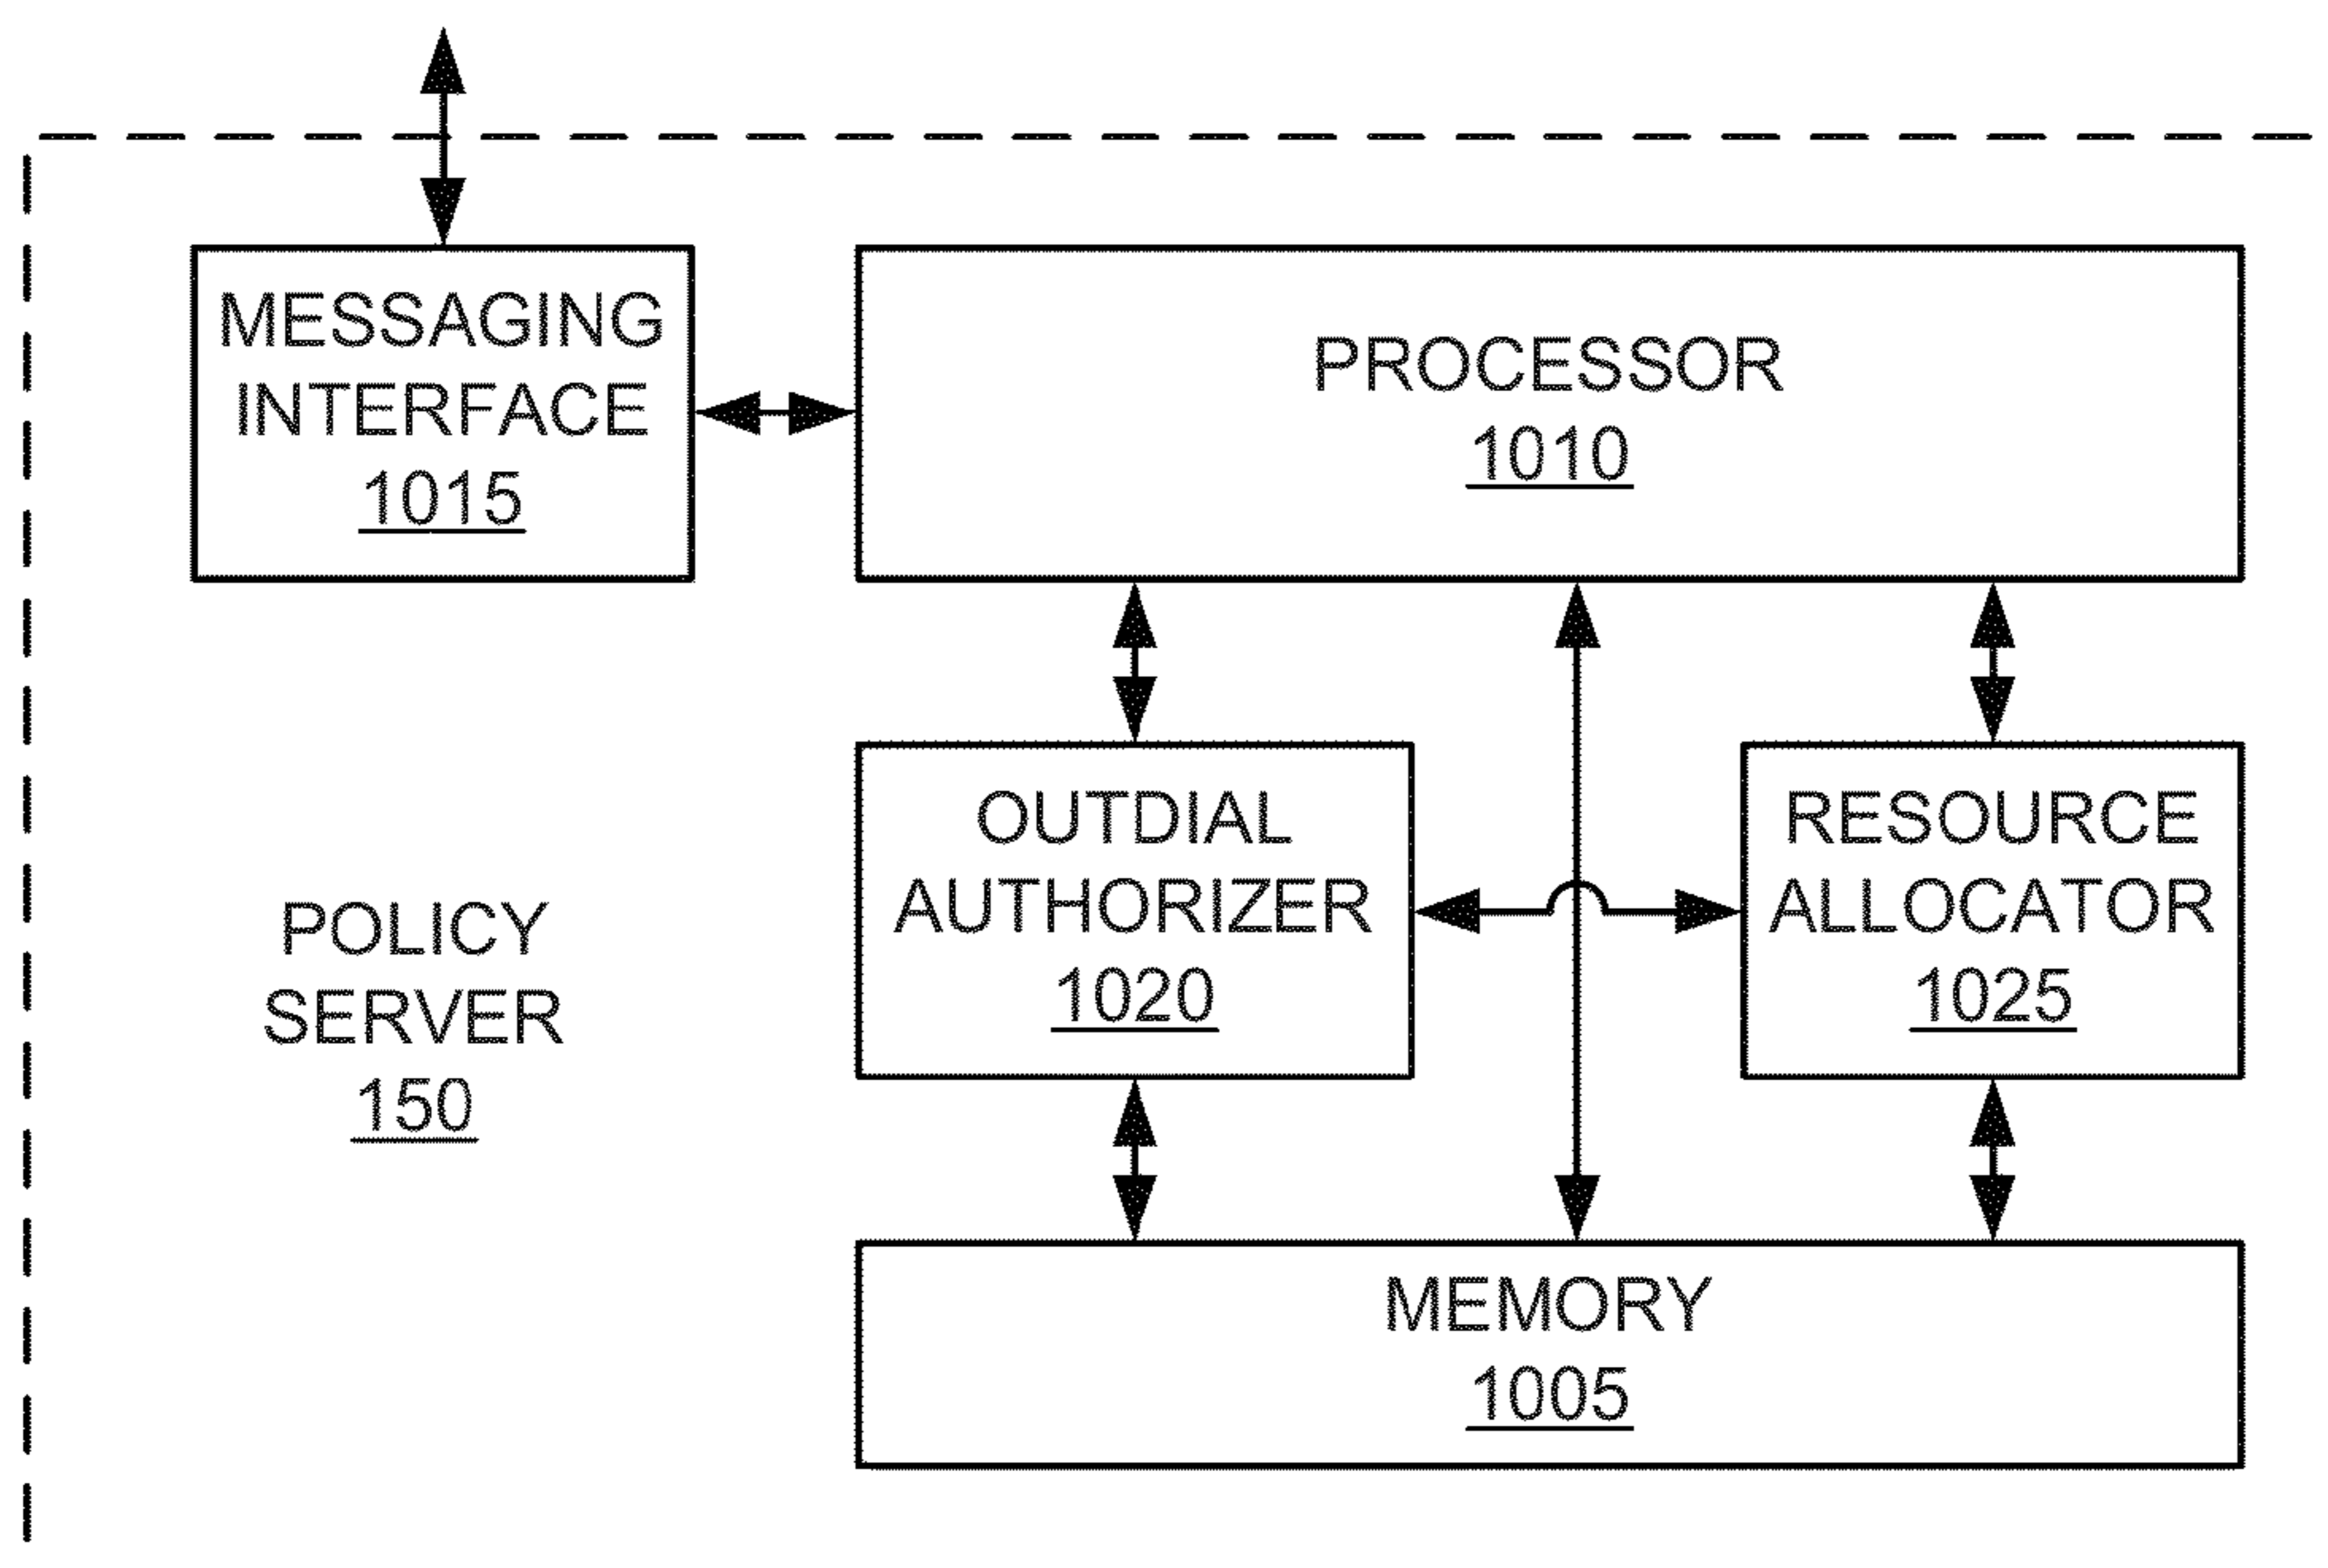 MESSAGING
INTERFACE
1015
PROCESSOR
1010
OUTDIAL
AUTHORIZER
1020
RESOURCE
ALLOCATOR
1025
POLICY
SERVER
150
MEMORY
1005